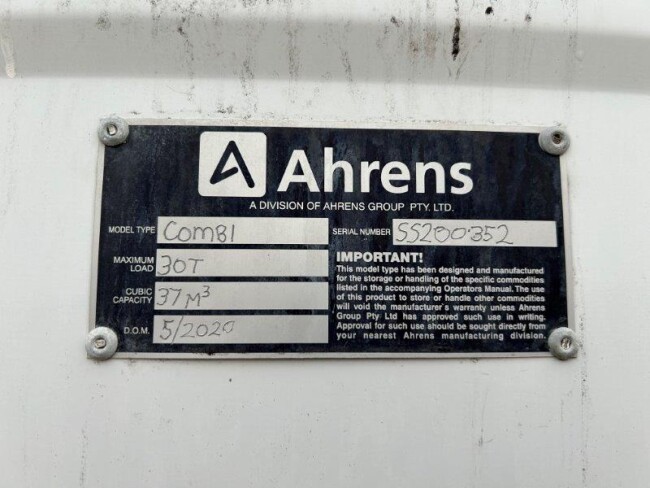 Ahrens
A DIVISION OF AHRENS GROUP PTY. LTD.
MODEL TYPE COMBI
SERIAL NUMBER SS200.352
MAXIMUM
LOAD 30T
CUBIC
CAPACITY 37M³
D.O.M. 5/2020
IMPORTANT!
This model type has been designed and manufactured
for the storage or handling of the specific commodities
listed in the accompanying Operators Manual. The use
of this product to store or handle other commodities
will void the manufacturer's warranty unless Ahrens
Group Pty Ltd has approved such use in writing.
Approval for such use should be sought directly from
your nearest Ahrens manufacturing division.